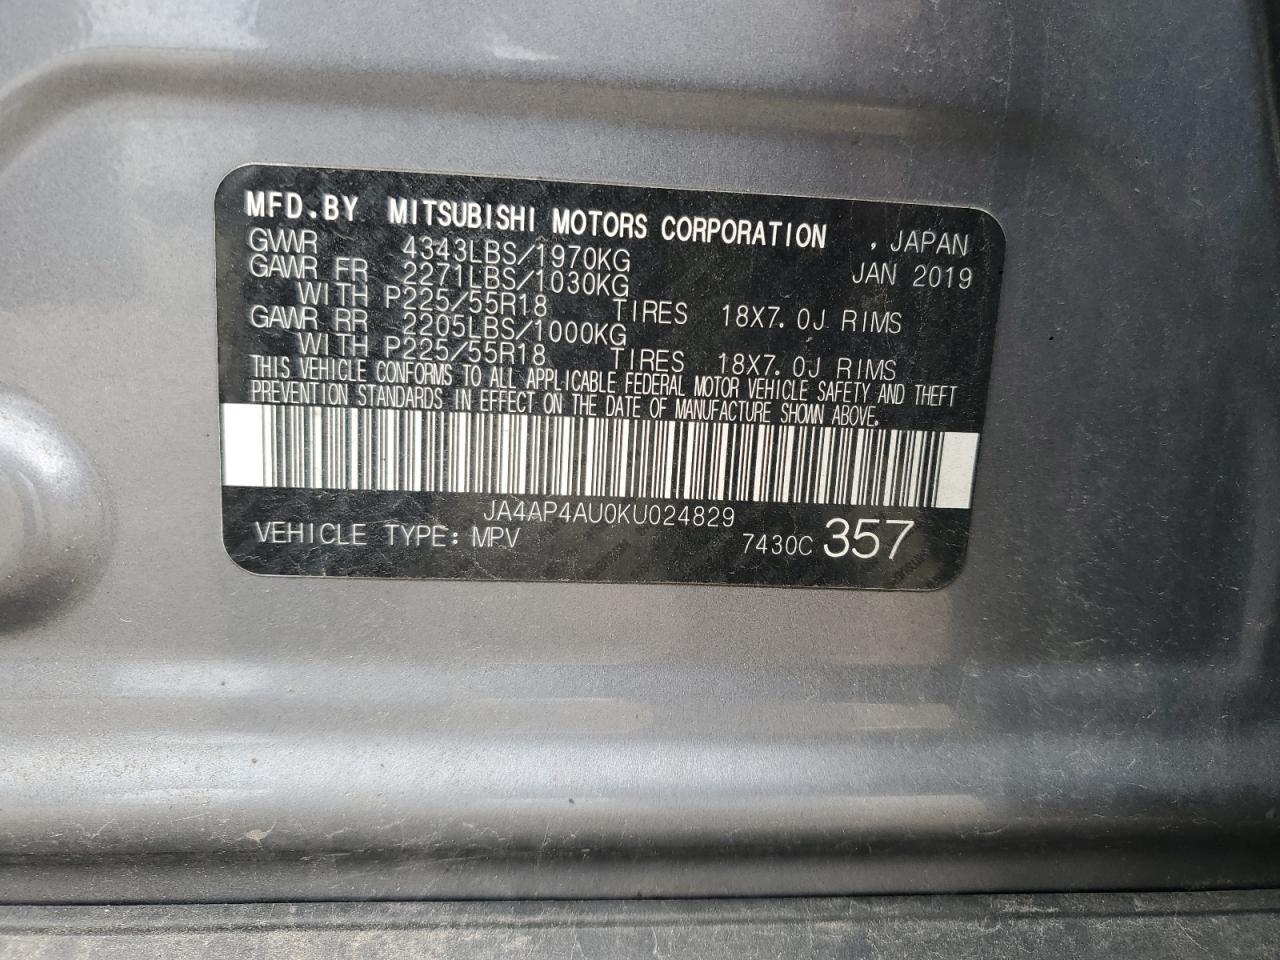 MFD.BY MITSUBISHI MOTORS CORPORATION , JAPAN
GWWR 4343LBS/1970KG JAN 2019
GAWR FR 2271LBS/1030KG
WITH P225/55R18 TIRES 18X7.0J RIMS
GAWR RR 2205LBS/1000KG
WITH P225/55R18 TIRES 18X7.0J RIMS
THIS VEHICLE CONFORMS TO ALL APPLICABLE FEDERAL MOTOR VEHICLE SAFETY AND THEFT
PREVENTION STANDARDS IN EFFECT ON THE DATE OF MANUFACTURE SHOWN ABOVE.
JA4AP4AU0KU024829
VEHICLE TYPE: MPV 7430C 357